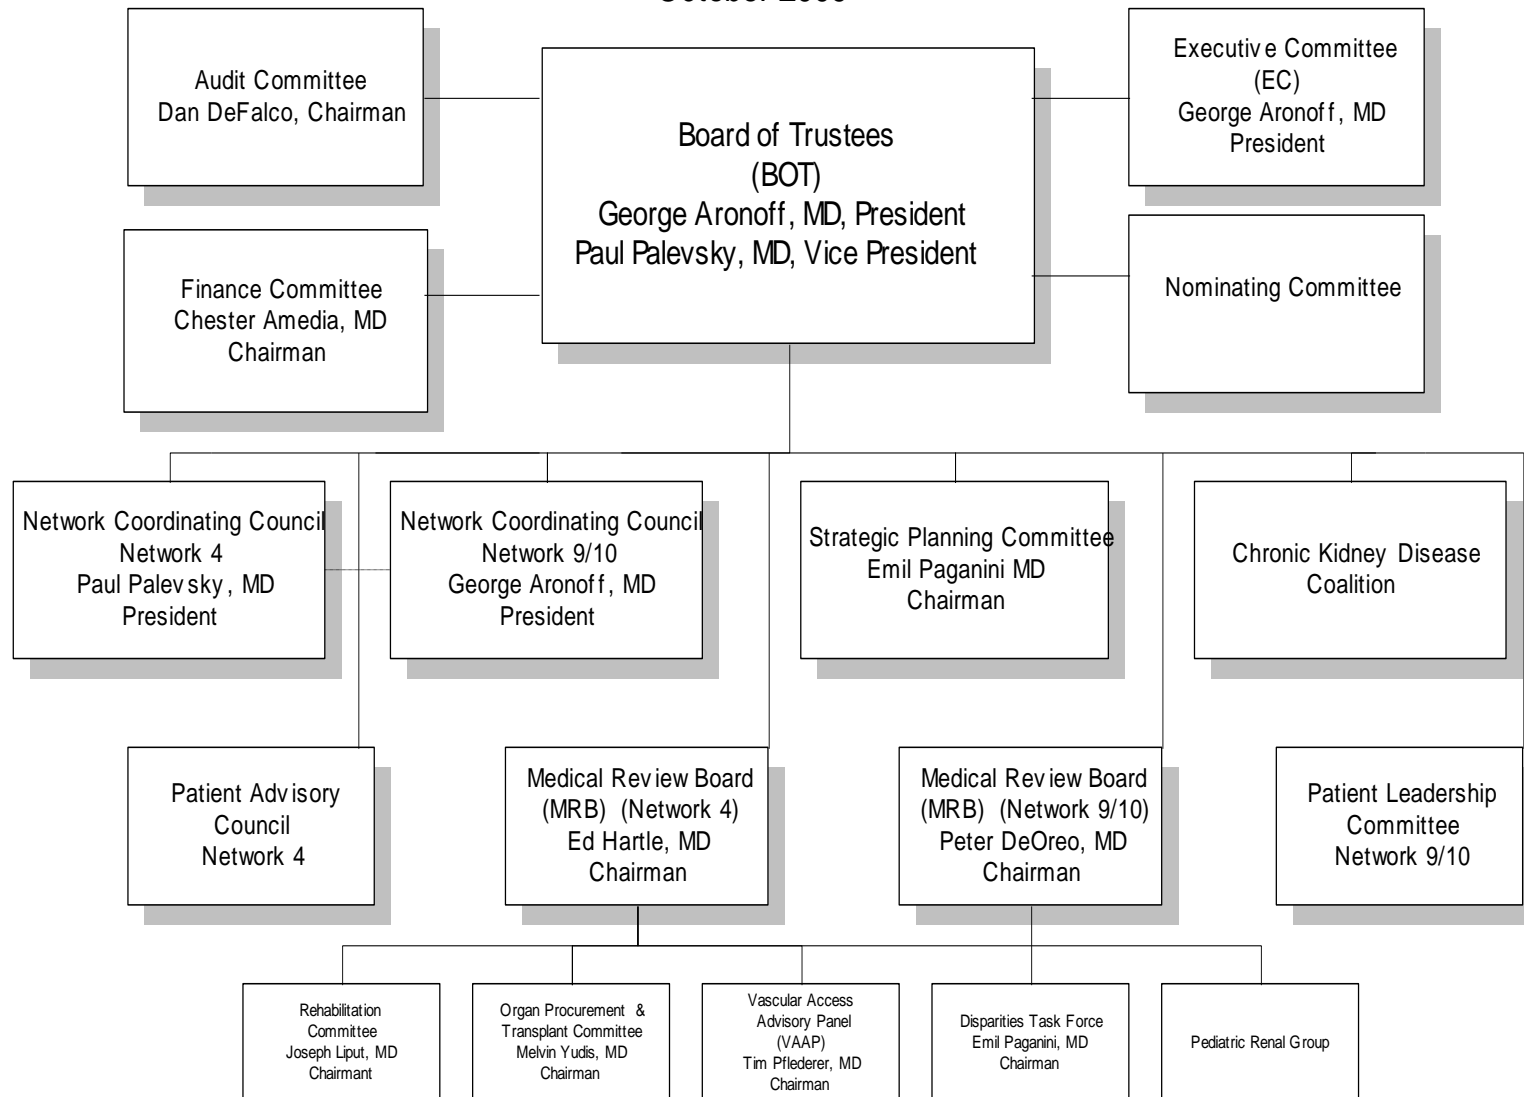 Audit Committee
Dan DeFalco, Chairman
Board of Trustees
(BOT)
George Aronoff, MD, President
Paul Palevsky, MD, Vice President
Executive Committee
(EC)
George Aronoff, MD
President
Finance Committee
Chester Amedia, MD
Chairman
Nominating Committee
Network Coordinating Council
Network 4
Paul Palevsky, MD
President
Network Coordinating Council
Network 9/10
George Aronoff, MD
President
Strategic Planning Committee
Emil Paganini MD
Chairman
Chronic Kidney Disease
Coalition
Patient Advisory
Council
Network 4
Medical Review Board
(MRB) (Network 4)
Ed Hartle, MD
Chairman
Medical Review Board
(MRB) (Network 9/10)
Peter DeOreo, MD
Chairman
Patient Leadership
Committee
Network 9/10
Rehabilitation
Committee
Joseph Liput, MD
Chairmant
Organ Procurement &
Transplant Committee
Melvin Yudis, MD
Chairman
Vascular Access
Advisory Panel
(VAAP)
Tim Pflederer, MD
Chairman
Disparities Task Force
Emil Paganini, MD
Chairman
Pediatric Renal Group